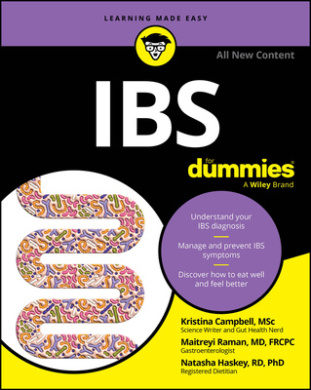 LEARNING MADE EASY
All New Content
IBS
for
dummies®
A Wiley Brand
Understand your
IBS diagnosis
Manage and prevent IBS
symptoms
Discover how to eat well
and feel better
Kristina Campbell, MSc
Science Writer and Gut Health Nerd
Maitreyi Raman, MD, FRCPC
Gastroenterologist
Natasha Haskey, RD, PhD
Registered Dietitian